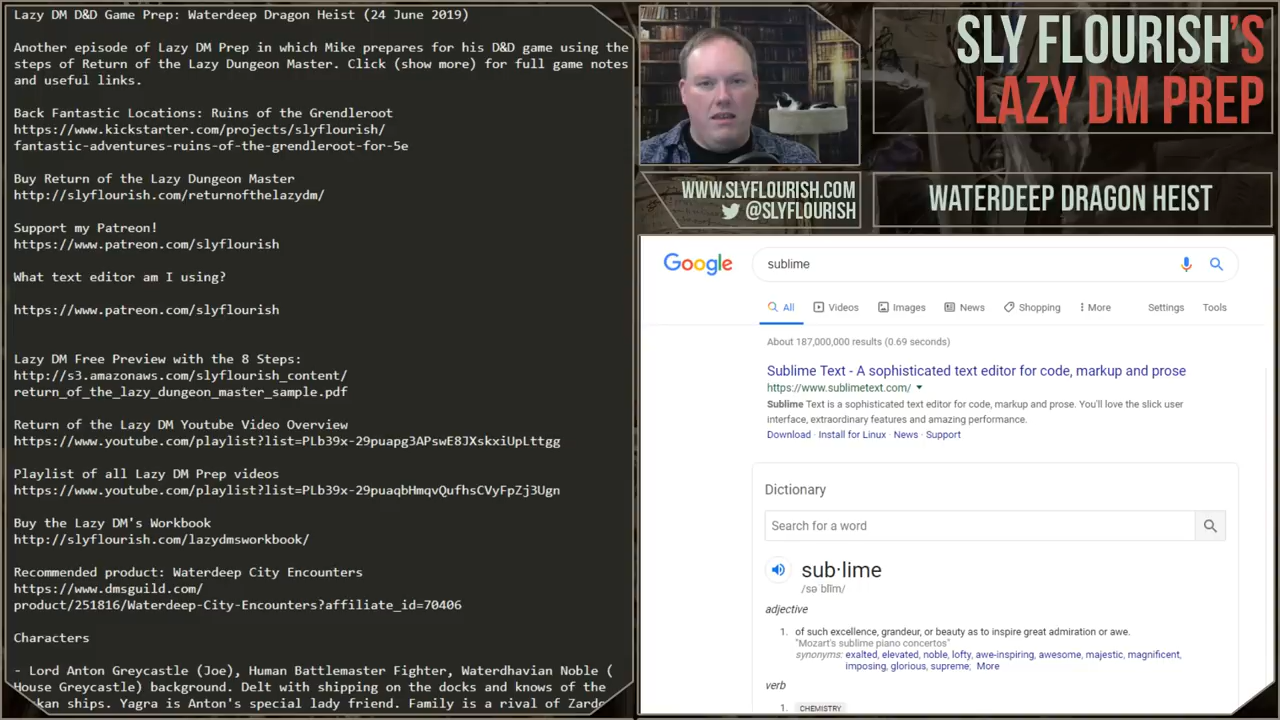 Lazy DM D&D Game Prep: Waterdeep Dragon Heist (24 June 2019)
Another episode of Lazy DM Prep in which Mike prepares for his D&D game using the
steps of Return of the Lazy Dungeon Master. Click (show more) for full game notes
and useful links.
Back Fantastic Locations: Ruins of the Grendleroot
https://www.kickstarter.com/projects/slyflourish/
fantastic-adventures-ruins-of-the-grendleroot-for-5e
Buy Return of the Lazy Dungeon Master
http://slyflourish.com/returnofthelazydm/
Support my Patreon!
https://www.patreon.com/slyflourish
What text editor am I using?
https://www.patreon.com/slyflourish
Lazy DM Free Preview with the 8 Steps:
http://s3.amazonaws.com/slyflourish_content/
return_of_the_lazy_dungeon_master_sample.pdf
Return of the Lazy DM Youtube Video Overview
https://www.youtube.com/playlist?list=PLb39x-29puapg3APswE8JXskxiUpLttgg
Playlist of all Lazy DM Prep videos
https://www.youtube.com/playlist?list=PLb39x-29puaqbHmqvQufhsCVyFpZj3Ugn
Buy the Lazy DM's Workbook
http://slyflourish.com/lazydmsworkbook/
Recommended product: Waterdeep City Encounters
https://www.dmsguild.com/
product/251816/Waterdeep-City-Encounters?affiliate_id=70406
Characters
- Lord Anton Greycastle (Joe), Human Battlemaster Fighter, Waterdhavian Noble (
House Greycastle) background. Delt with shipping on the docks and knows of the
kan ships. Yagra is Anton's special lady friend. Family is a rival of Zarde
SLY FLOURISH'S
LAZY DM PREP
WWW.SLYFLOURISH.COM
@SLYFLOURISH
WATERDEEP DRAGON HEIST
Google
sublime
All Videos Images News Shopping More Settings Tools
About 187,000,000 results (0.69 seconds)
Sublime Text - A sophisticated text editor for code, markup and prose
https://www.sublimetext.com/
Sublime Text is a sophisticated text editor for code, markup and prose. You'll love the slick user
interface, extraordinary features and amazing performance.
Download · Install for Linux · News · Support
Dictionary
Search for a word
sub·lime
/səˈblīm/
adjective
1. of such excellence, grandeur, or beauty as to inspire great admiration or awe.
"Mozart's sublime piano concertos"
synonyms: exalted, elevated, noble, lofty, awe-inspiring, awesome, majestic, magnificent,
imposing, glorious, supreme; More
verb
1. CHEMISTRY